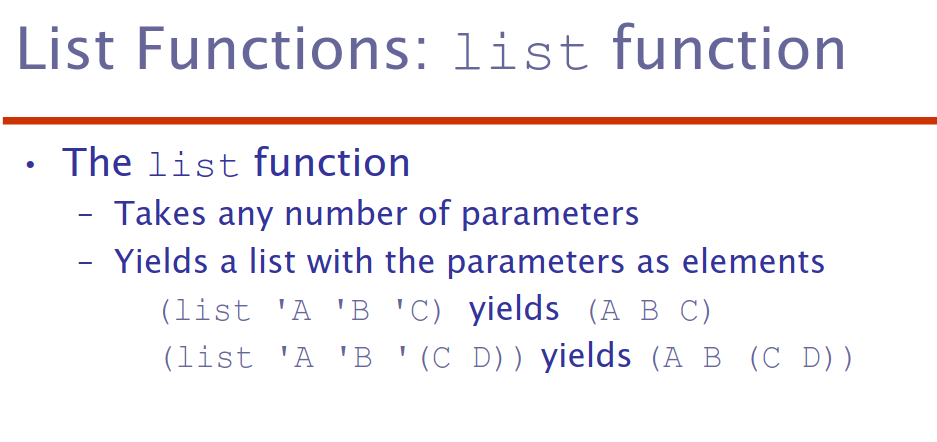 List Functions: list function
• The list function
– Takes any number of parameters
– Yields a list with the parameters as elements
(list 'A 'B 'C) yields (A B C)
(list 'A 'B '(C D)) yields (A B (C D))